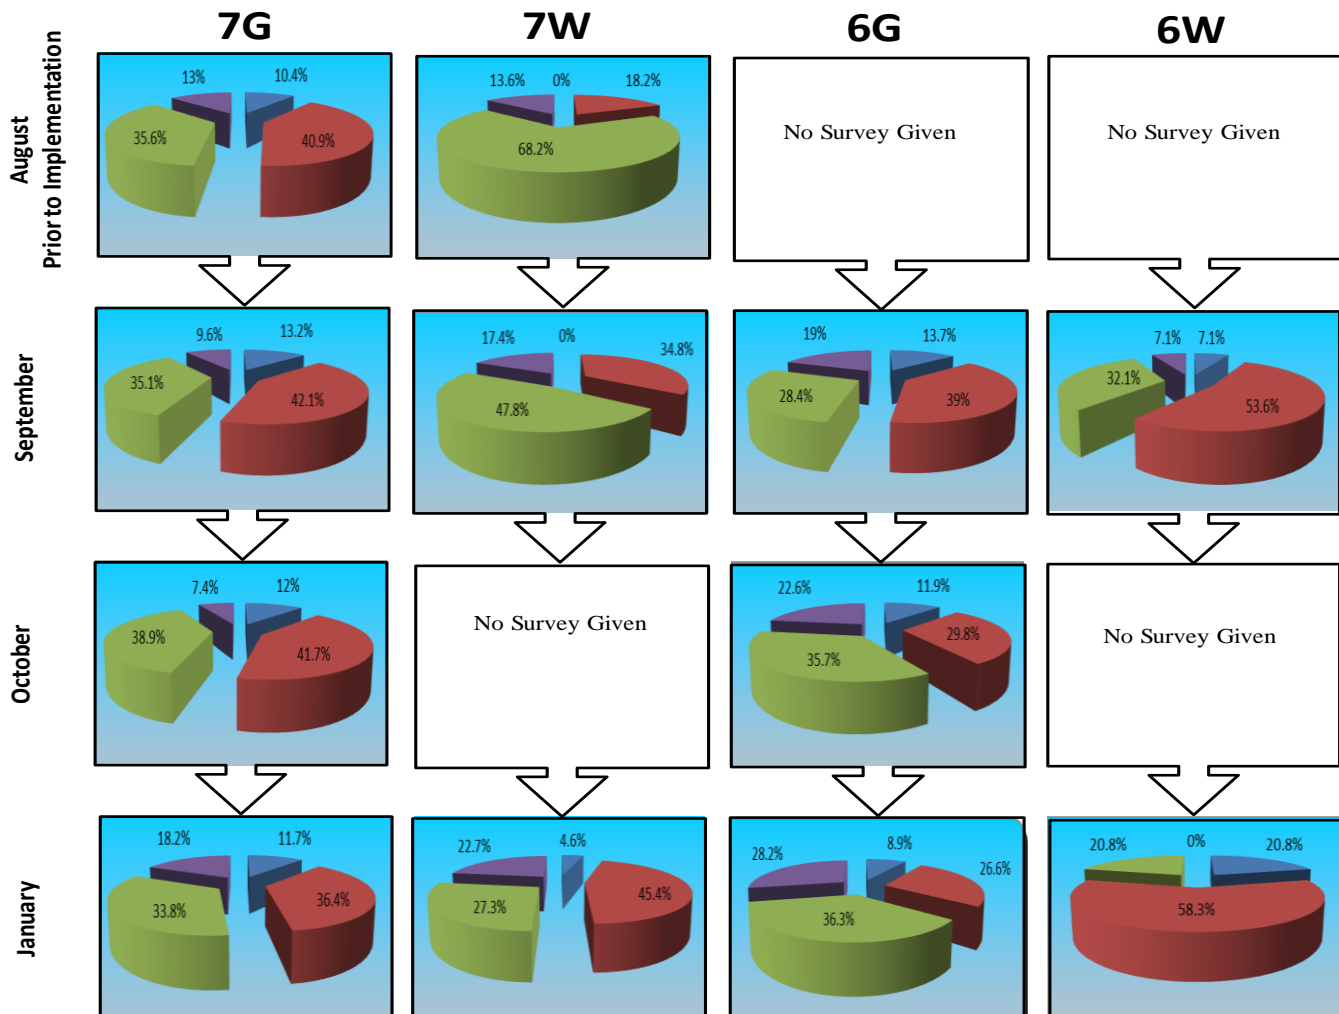 7G 7W 6G 6W
August
Prior to Implementation
13% 10.4%
35.6% 40.9%
13.6% 0% 18.2%
68.2%
No Survey Given
No Survey Given
September
9.6% 13.2%
35.1% 42.1%
17.4% 0% 34.8%
47.8%
19% 13.7%
28.4% 39%
7.1% 7.1%
32.1% 53.6%
October
7.4% 12%
38.9% 41.7%
No Survey Given
22.6% 11.9%
29.8%
35.7%
No Survey Given
January
18.2% 11.7%
33.8% 36.4%
22.7% 4.6%
27.3% 45.4%
28.2% 8.9% 26.6%
36.3%
20.8% 0% 20.8%
58.3%